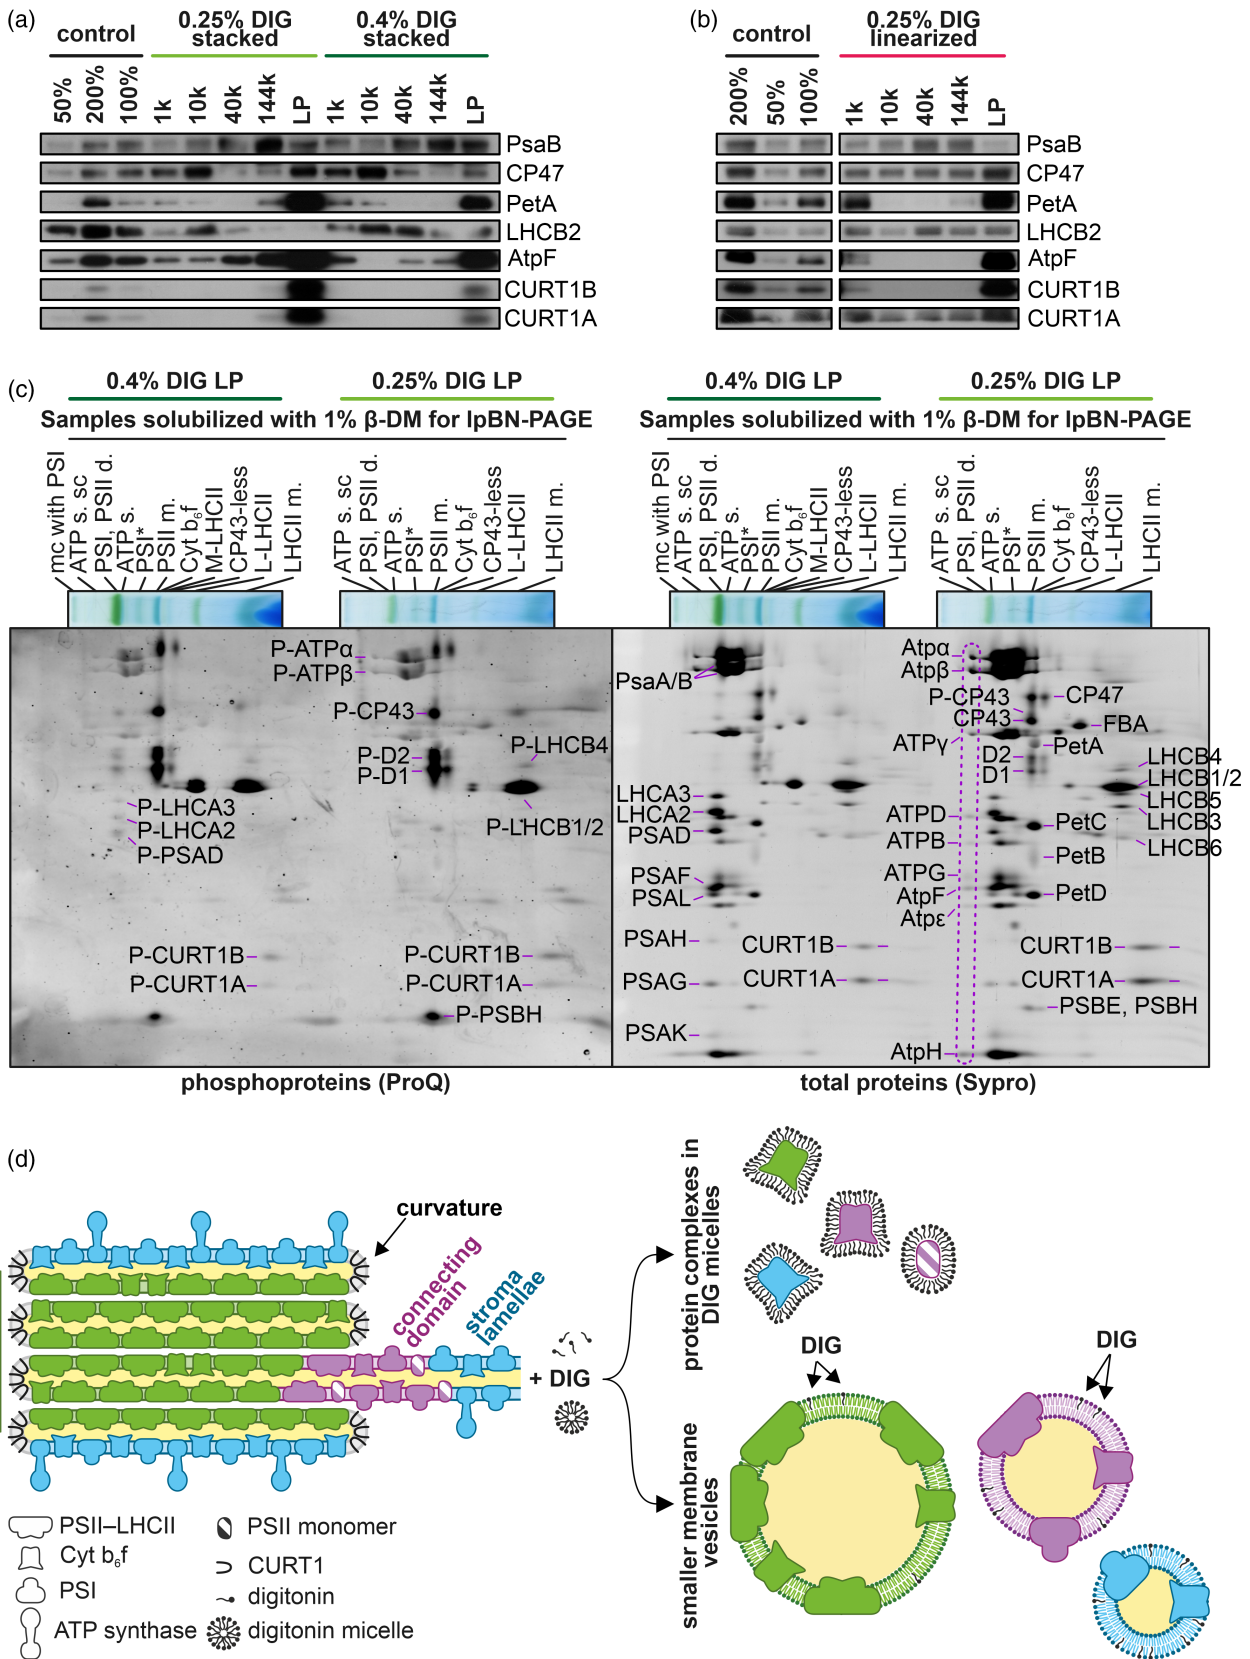 (a)
control
0.25% DIG
stacked
0.4% DIG
stacked
50%
200%
100%
1k
10k
40k
144k
LP
1k
10k
40k
144k
LP
PsaB
CP47
PetA
LHCB2
AtpF
CURT1B
CURT1A
(b)
control
0.25% DIG
linearized
200%
50%
100%
1k
10k
40k
144k
LP
PsaB
CP47
PetA
LHCB2
AtpF
CURT1B
CURT1A
(c)
0.4% DIG LP
0.25% DIG LP
Samples solubilized with 1% β-DM for lpBN-PAGE
mc with PSI
ATP s. sc
PSI, PSII d.
ATP s.
PSI*
PSII m.
Cyt b₆f
M-LHCII
CP43-less
L-LHCII
LHCII m.
ATP s. sc
PSI, PSII d.
ATP s.
PSI*
PSII m.
Cyt b₆f
CP43-less
L-LHCII
LHCII m.
P-ATPα
P-ATPβ
P-CP43
P-D2
P-D1
P-LHCB4
P-LHCB1/2
P-LHCA3
P-LHCA2
P-PSAD
P-CURT1B
P-CURT1A
P-CURT1B
P-CURT1A
P-PSBH
phosphoproteins (ProQ)
0.4% DIG LP
0.25% DIG LP
Samples solubilized with 1% β-DM for lpBN-PAGE
mc with PSI
ATP s. sc
PSI, PSII d.
ATP s.
PSI*
PSII m.
Cyt b₆f
M-LHCII
CP43-less
L-LHCII
LHCII m.
ATP s. sc
PSI, PSII d.
ATP s.
PSI*
PSII m.
Cyt b₆f
CP43-less
L-LHCII
LHCII m.
PsaA/B
LHCA3
LHCA2
PSAD
PSAF
PSAL
PSAH
PSAG
PSAK
CURT1B
CURT1A
Atpα
Atpβ
P-CP43
CP43
ATPγ
D2
D1
ATPD
ATPB
ATPG
AtpF
Atpε
CURT1B
CURT1A
AtpH
CP47
FBA
PetA
LHCB4
LHCB1/2
LHCB5
LHCB3
LHCB6
PetC
PetB
PetD
PSBE, PSBH
total proteins (Sypro)
(d)
curvature
connecting
domain
stroma
lamellae
+ DIG
protein complexes in
DIG micelles
smaller membrane
vesicles
DIG
DIG
PSII–LHCII
Cyt b₆f
PSI
ATP synthase
PSII monomer
CURT1
digitonin
digitonin micelle